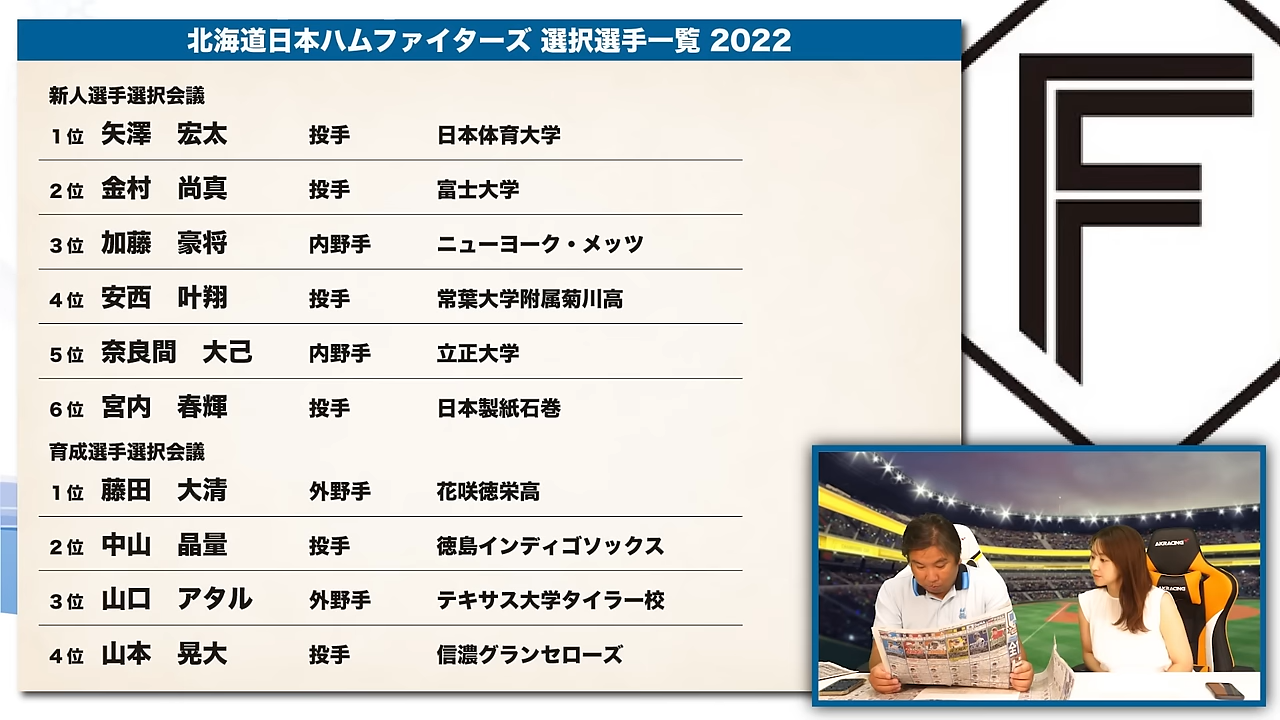 北海道日本ハムファイターズ 選択選手一覧 2022
新人選手選択会議
1位 矢澤 宏太 投手 日本体育大学
2位 金村 尚真 投手 富士大学
3位 加藤 豪将 内野手 ニューヨーク・メッツ
4位 安西 叶翔 投手 常葉大学附属菊川高
5位 奈良間 大己 内野手 立正大学
6位 宮内 春輝 投手 日本製紙石巻
育成選手選択会議
1位 藤田 大清 外野手 花咲徳栄高
2位 中山 晶量 投手 徳島インディゴソックス
3位 山口 アタル 外野手 テキサス大学タイラー校
4位 山本 晃大 投手 信濃グランセローズ
F
AKRACING
AKRACING